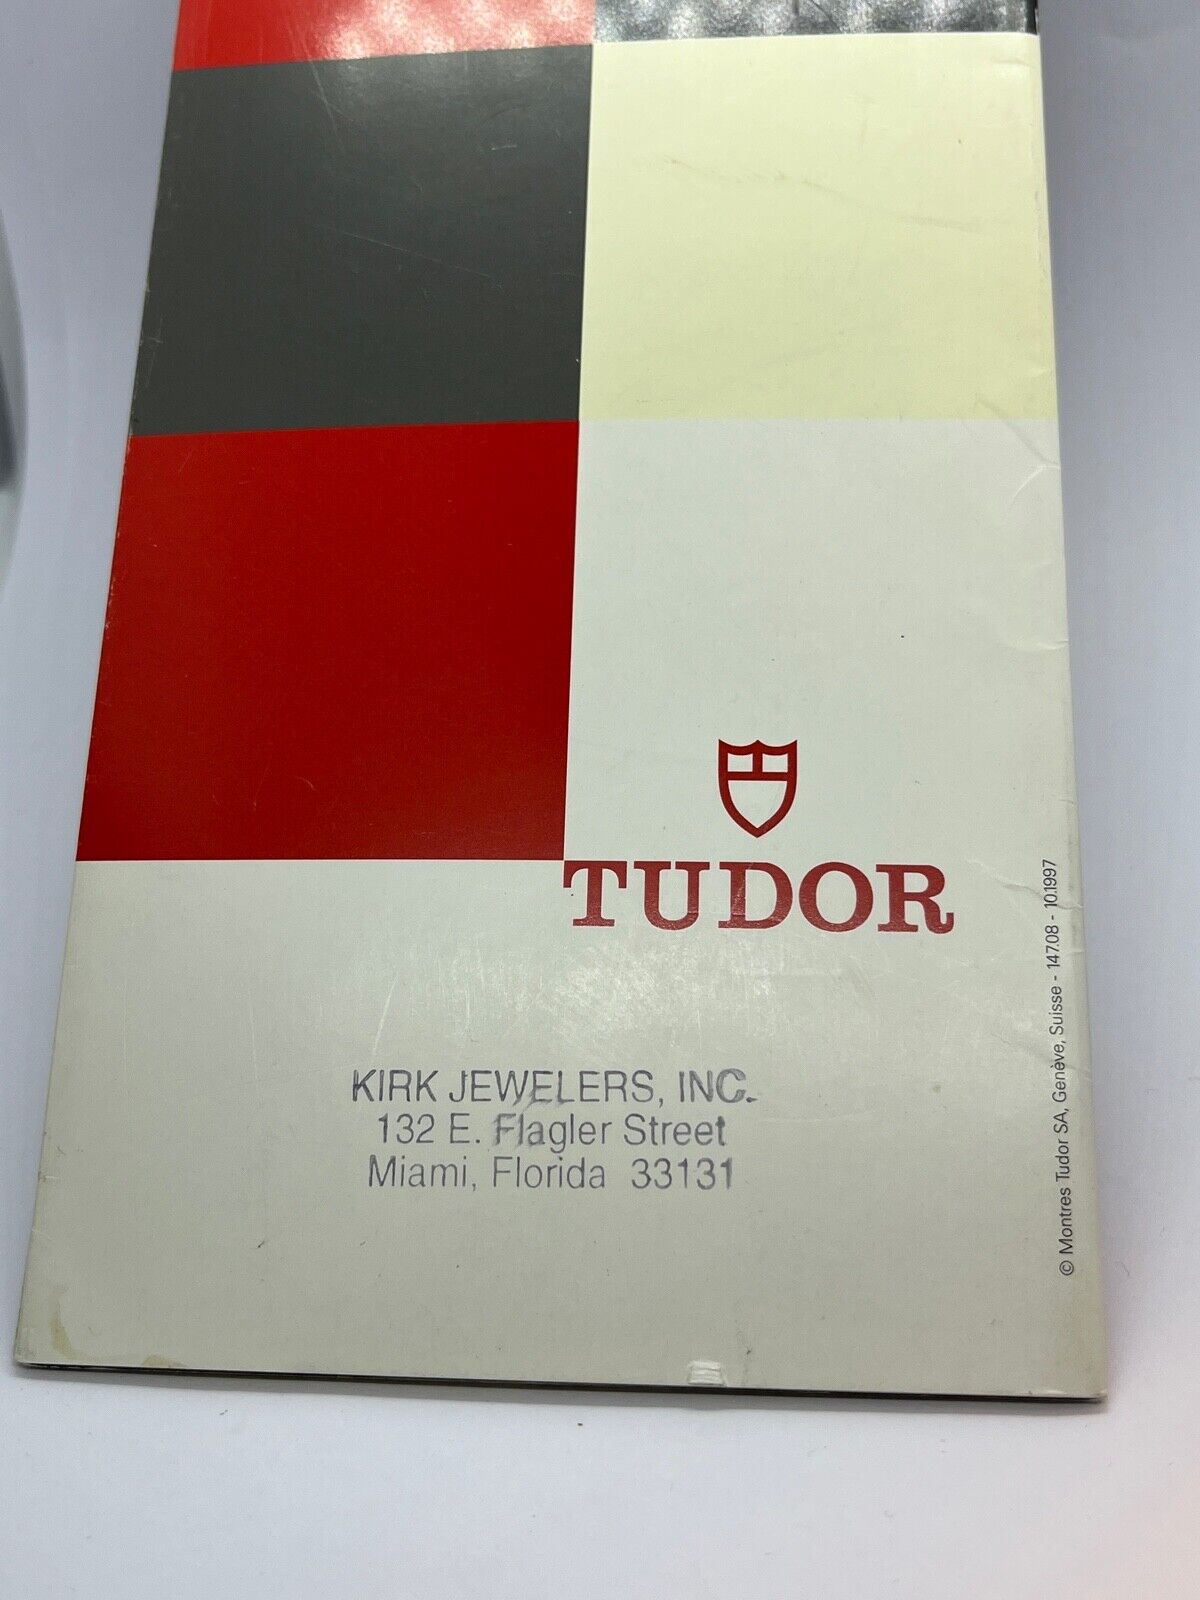 TUDOR
KIRK JEWELERS, INC.
132 E. Flagler Street
Miami, Florida 33131
© Montres Tudor SA, Genève, Suisse - 147.08 - 10.1997